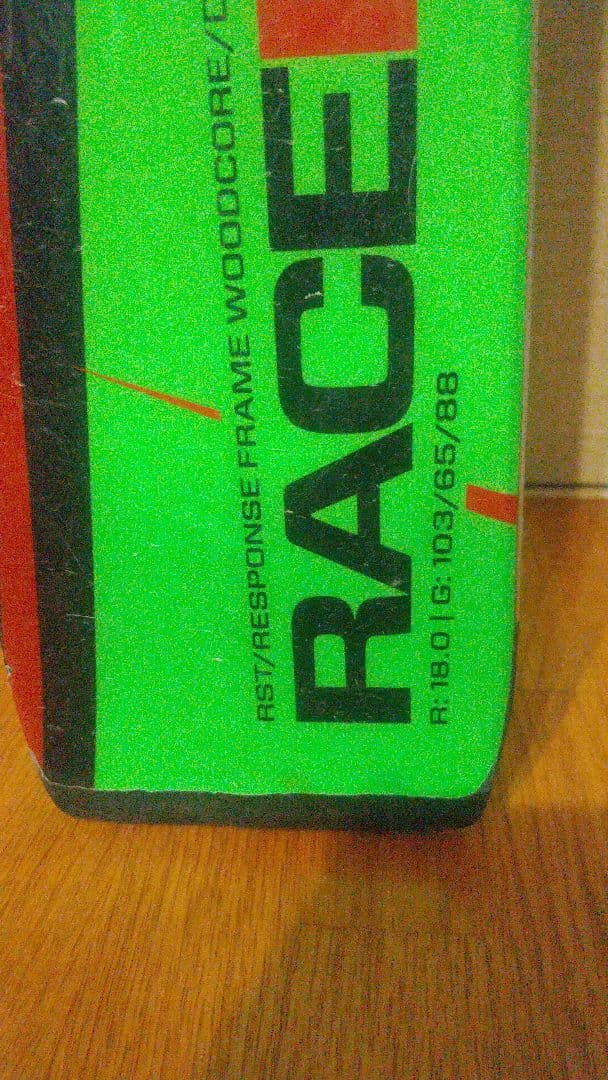 RST/RESPONSE FRAME WOODCORE/
RACE
R: 18.0 | G: 103/65/88